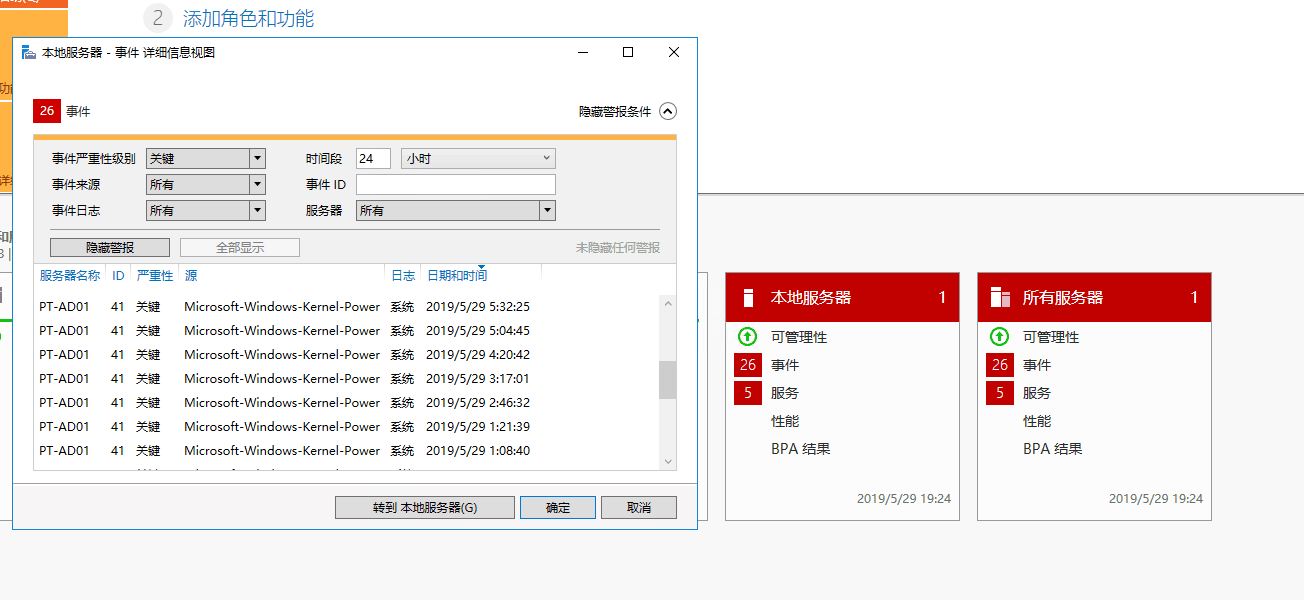 2 添加角色和功能
本地服务器 - 事件 详细信息视图
26 事件 隐藏警报条件
事件严重性级别 关键 时间段 24 小时
事件来源 所有 事件 ID
事件日志 所有 服务器 所有
隐藏警报 全部显示 未隐藏任何警报
服务器名称 ID 严重性 源 日志 日期和时间
PT-AD01 41 关键 Microsoft-Windows-Kernel-Power 系统 2019/5/29 5:32:25
PT-AD01 41 关键 Microsoft-Windows-Kernel-Power 系统 2019/5/29 5:04:45
PT-AD01 41 关键 Microsoft-Windows-Kernel-Power 系统 2019/5/29 4:20:42
PT-AD01 41 关键 Microsoft-Windows-Kernel-Power 系统 2019/5/29 3:17:01
PT-AD01 41 关键 Microsoft-Windows-Kernel-Power 系统 2019/5/29 2:46:32
PT-AD01 41 关键 Microsoft-Windows-Kernel-Power 系统 2019/5/29 1:21:39
PT-AD01 41 关键 Microsoft-Windows-Kernel-Power 系统 2019/5/29 1:08:40
转到 本地服务器(G) 确定 取消
本地服务器 1
可管理性
26 事件
5 服务
性能
BPA 结果
2019/5/29 19:24
所有服务器 1
可管理性
26 事件
5 服务
性能
BPA 结果
2019/5/29 19:24